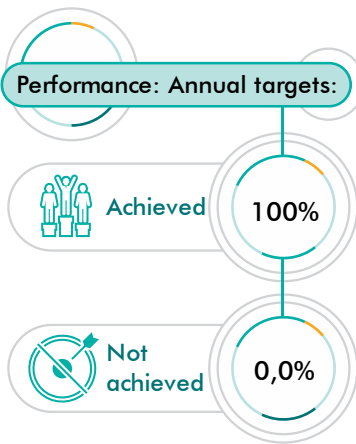 Performance: Annual targets:
Achieved
100%
Not
achieved
0,0%